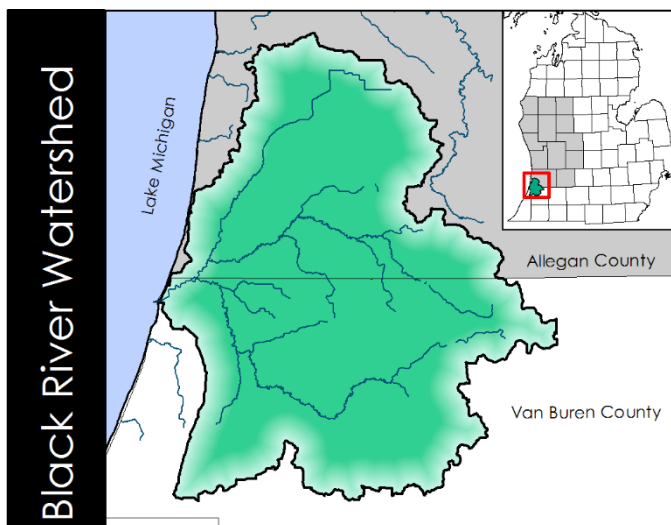 Black River Watershed
Lake Michigan
Allegan County
Van Buren County